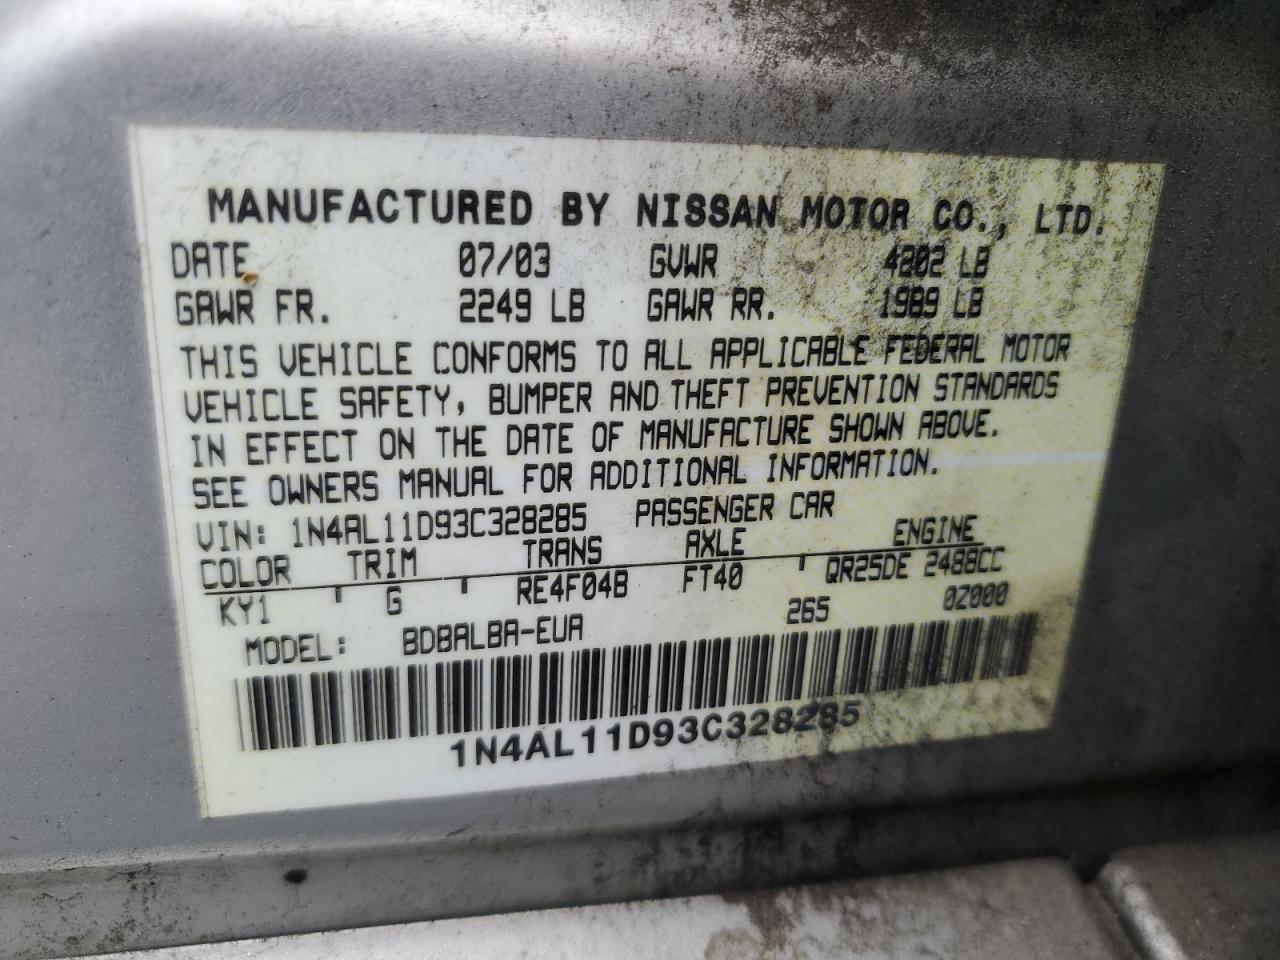 MANUFACTURED BY NISSAN MOTOR CO., LTD.
DATE 07/03 GVWR 4202 LB
GAWR FR. 2249 LB GAWR RR. 1989 LB
THIS VEHICLE CONFORMS TO ALL APPLICABLE FEDERAL MOTOR
VEHICLE SAFETY, BUMPER AND THEFT PREVENTION STANDARDS
IN EFFECT ON THE DATE OF MANUFACTURE SHOWN ABOVE.
SEE OWNERS MANUAL FOR ADDITIONAL INFORMATION.
VIN: 1N4AL11D93C328285 PASSENGER CAR
COLOR TRIM TRANS AXLE ENGINE
KY1 ' G ' RE4F04B FT40 ' QR25DE 2488CC
MODEL: BDBALBA-EUA 265 0Z000
1N4AL11D93C328285